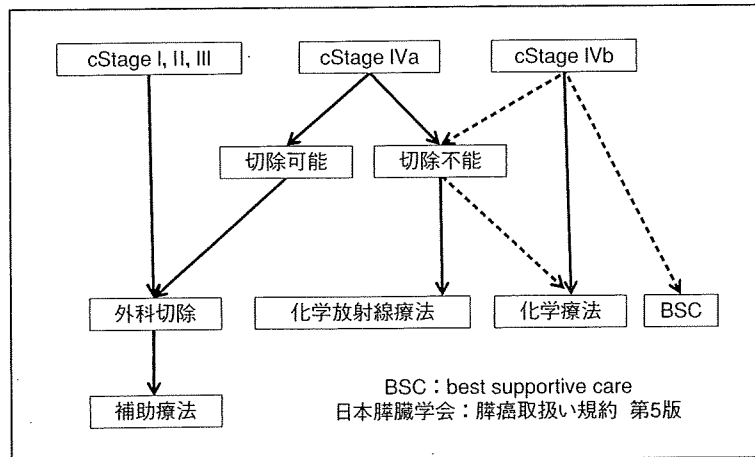 cStage I, II, III
cStage IVa
cStage IVb
切除可能
切除不能
外科切除
化学放射線療法
化学療法
BSC
補助療法
BSC：best supportive care
日本膵臓学会：膵癌取扱い規約 第5版